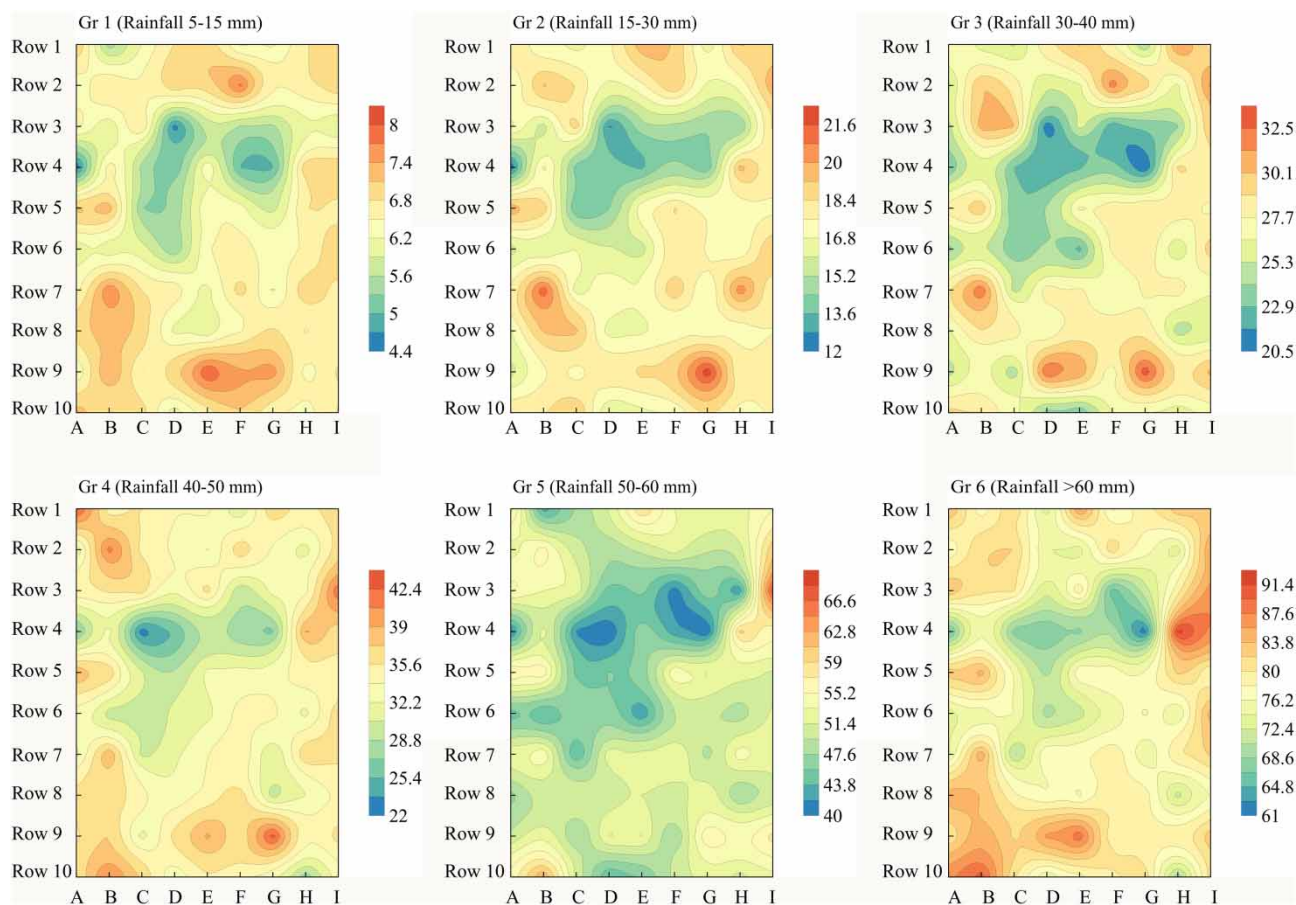 Gr 1 (Rainfall 5-15 mm)
Row 1
Row 2
Row 3
Row 4
Row 5
Row 6
Row 7
Row 8
Row 9
Row 10
A B C D E F G H I
8
7.4
6.8
6.2
5.6
5
4.4
Gr 2 (Rainfall 15-30 mm)
Row 1
Row 2
Row 3
Row 4
Row 5
Row 6
Row 7
Row 8
Row 9
Row 10
A B C D E F G H I
21.6
20
18.4
16.8
15.2
13.6
12
Gr 3 (Rainfall 30-40 mm)
Row 1
Row 2
Row 3
Row 4
Row 5
Row 6
Row 7
Row 8
Row 9
Row 10
A B C D E F G H I
32.5
30.1
27.7
25.3
22.9
20.5
Gr 4 (Rainfall 40-50 mm)
Row 1
Row 2
Row 3
Row 4
Row 5
Row 6
Row 7
Row 8
Row 9
Row 10
A B C D E F G H I
42.4
39
35.6
32.2
28.8
25.4
22
Gr 5 (Rainfall 50-60 mm)
Row 1
Row 2
Row 3
Row 4
Row 5
Row 6
Row 7
Row 8
Row 9
Row 10
A B C D E F G H I
66.6
62.8
59
55.2
51.4
47.6
43.8
40
Gr 6 (Rainfall >60 mm)
Row 1
Row 2
Row 3
Row 4
Row 5
Row 6
Row 7
Row 8
Row 9
Row 10
A B C D E F G H I
91.4
87.6
83.8
80
76.2
72.4
68.6
64.8
61